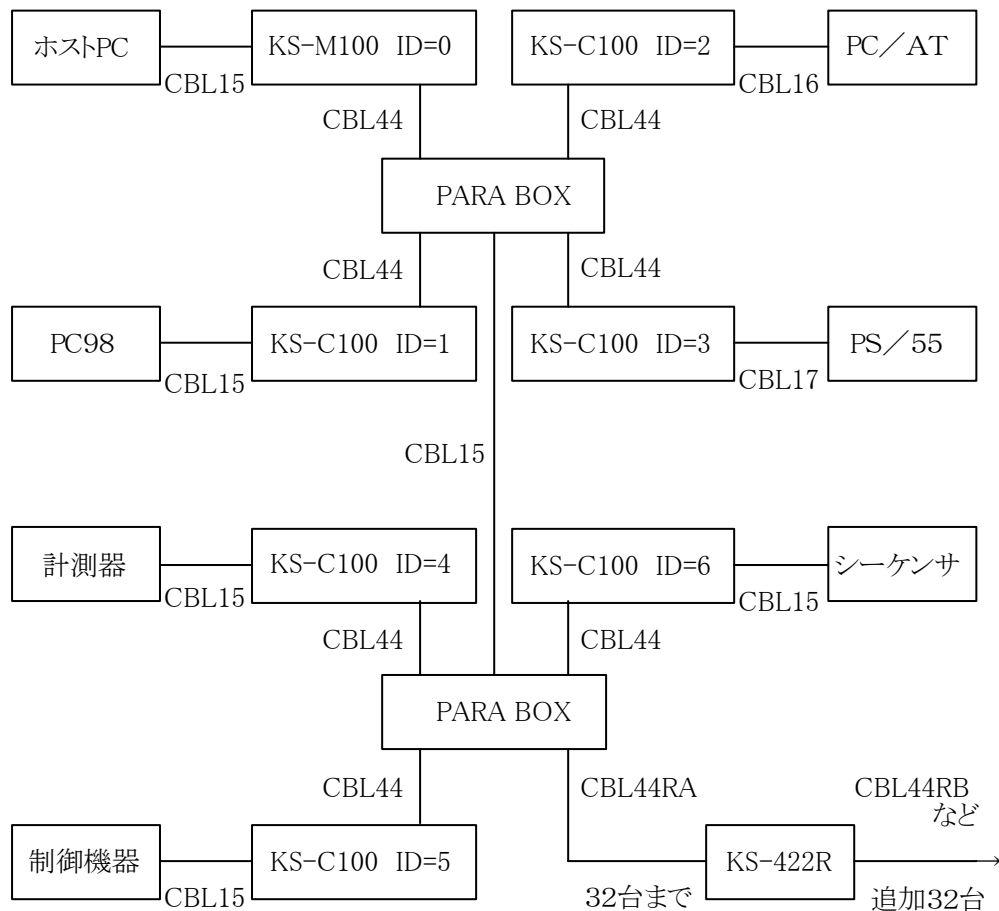 ホストPC
KS-M100 ID=0
KS-C100 ID=2
PC／AT
CBL15
CBL16
CBL44
CBL44
PARA BOX
CBL44
CBL44
PC98
KS-C100 ID=1
KS-C100 ID=3
PS／55
CBL15
CBL17
CBL15
計測器
KS-C100 ID=4
KS-C100 ID=6
シーケンサ
CBL15
CBL15
CBL44
CBL44
PARA BOX
CBL44
CBL44RA
CBL44RB
など
制御機器
KS-C100 ID=5
KS-422R
CBL15
32台まで
追加32台